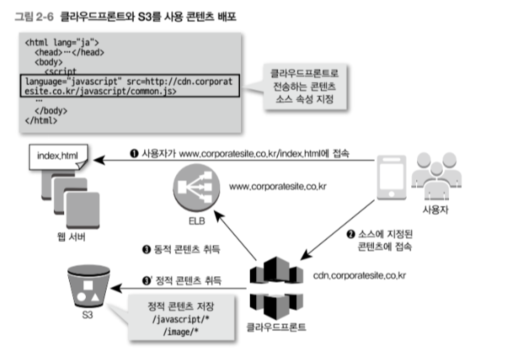 그림 2-6 클라우드프론트와 S3를 사용 콘텐츠 배포
<html lang="ja">
<head>…</head>
<body>
<script
language="javascript" src=http://cdn.corporat
esite.co.kr/javascript/common.js>
…
</body>
</html>
클라우드프론트로
전송하는 콘텐츠
소스 속성 지정
❶ 사용자가 www.corporatesite.co.kr/index.html에 접속
index.html
www.corporatesite.co.kr
ELB
웹 서버
사용자
❷ 소스에 지정된
콘텐츠에 접속
❸ 동적 콘텐츠 취득
cdn.corporatesite.co.kr
❸' 정적 콘텐츠 취득
S3
정적 콘텐츠 저장
/javascript/*
/image/*
클라우드프론트